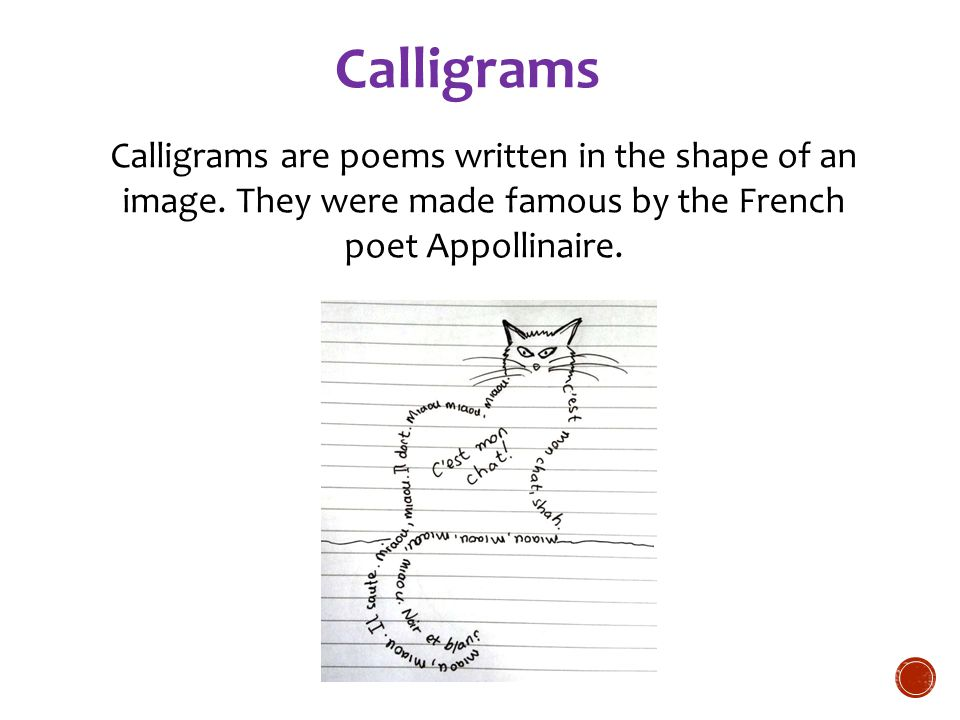 Calligrams
Calligrams are poems written in the shape of an
image. They were made famous by the French
poet Appollinaire.
C'est mon chat, shay.
miaou, miaou, miaou, miaou,
miaou, miaou, miaou. Il dort. Miaou miaou, miaou.
C'est mon
chat!
Il saute.
miaou. Noir et blanc
miaou, miaou